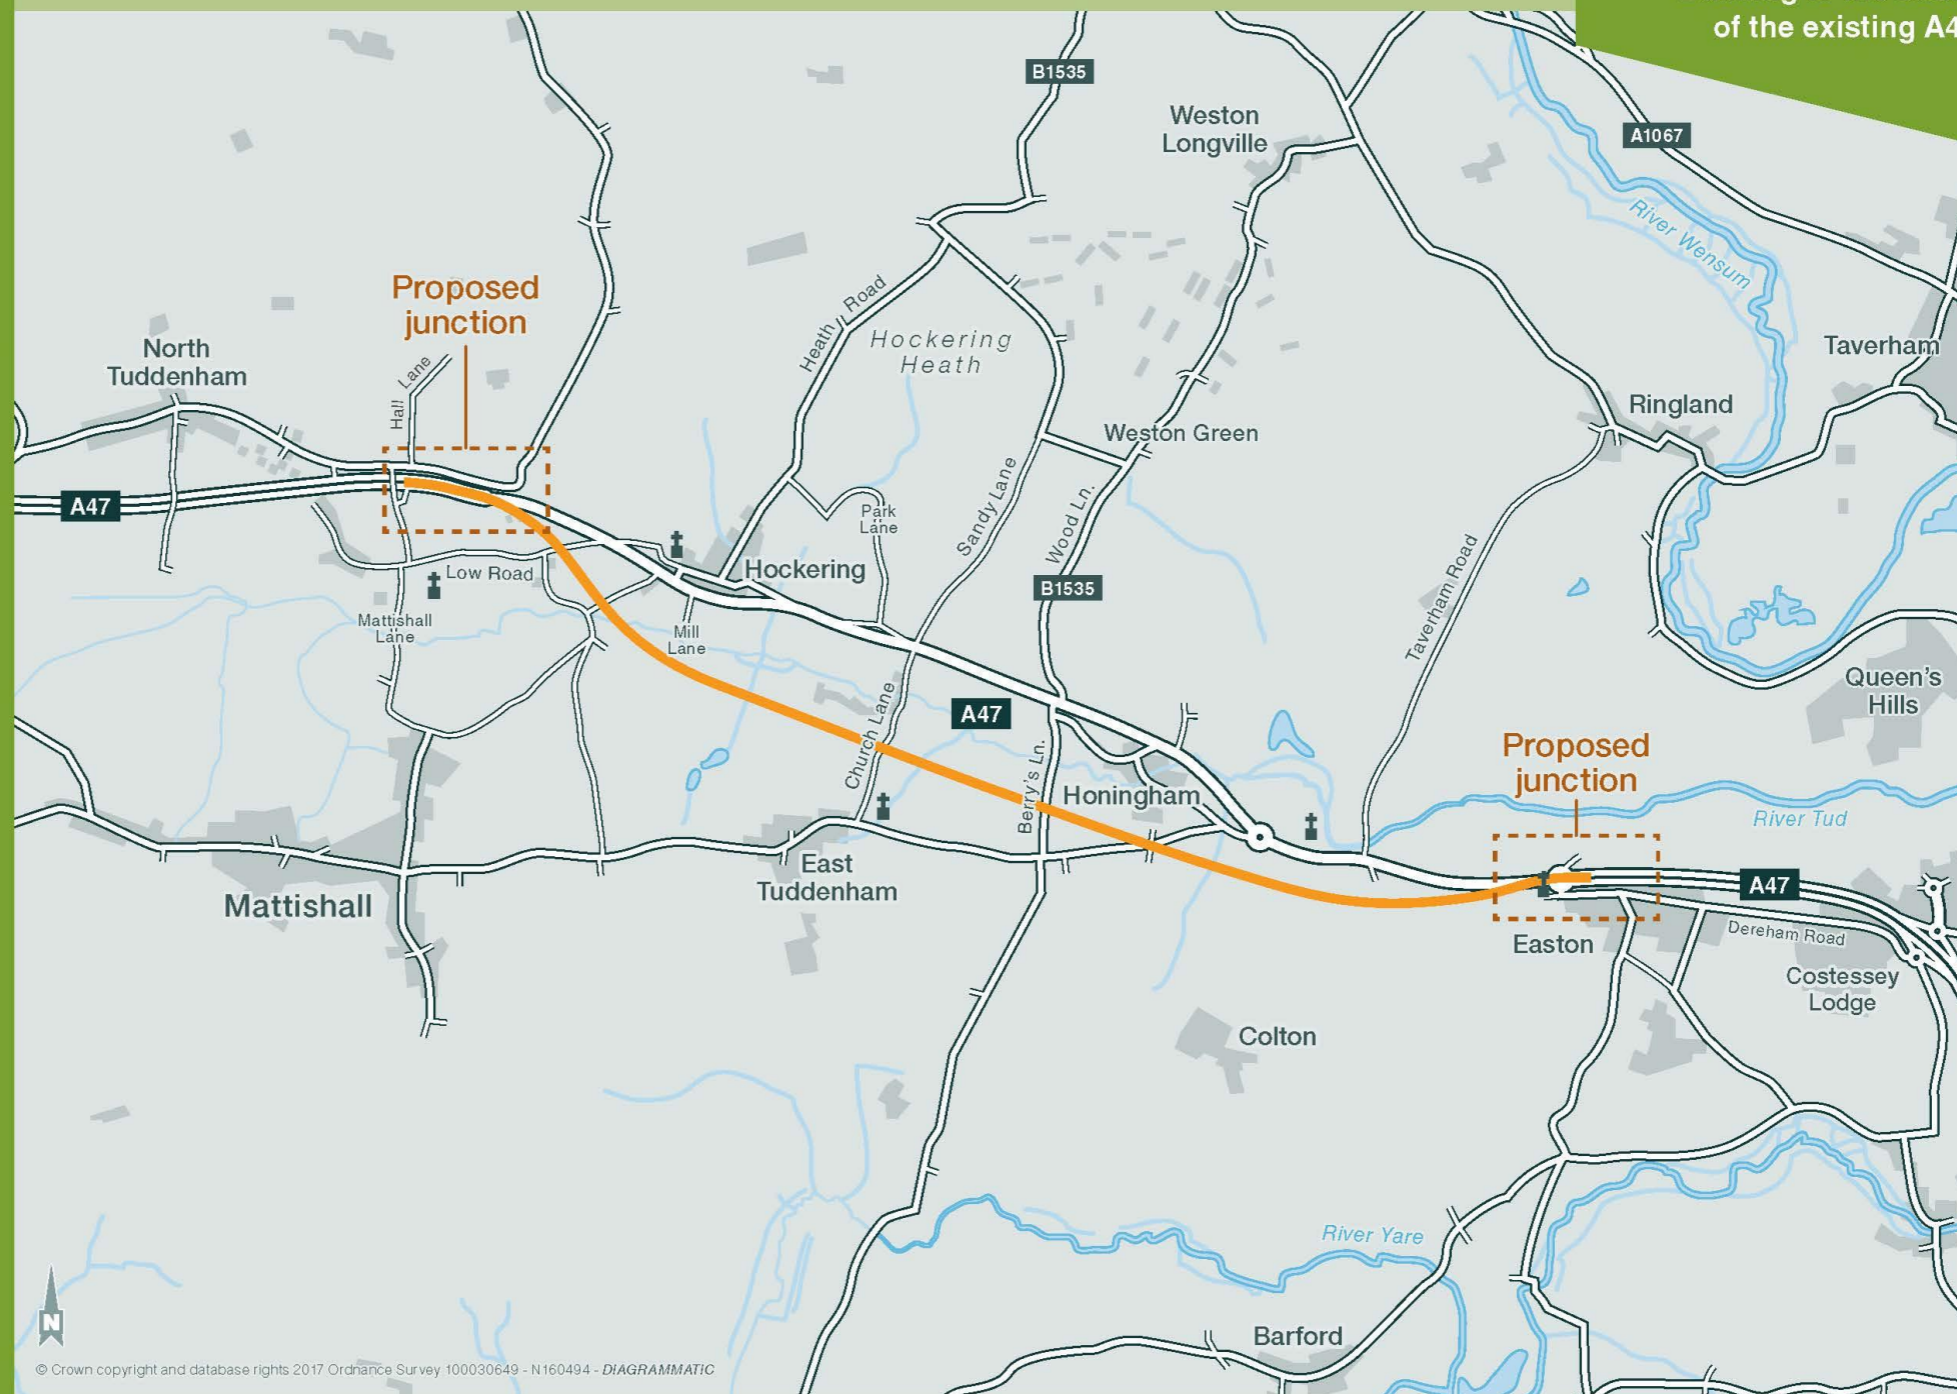 of the existing A4
B1535
Weston
Longville
A1067
River Wensum
Proposed
junction
Heath Road
Hockering
Heath
North
Tuddenham
Taverham
Hall Lane
Ringland
Weston Green
A47
Park
Lane
Sandy Lane
Wood Ln.
Hockering
Low Road
B1535
Taverham Road
Mattishall
Lane
Mill
Lane
Queen's
Hills
Church Lane
A47
Proposed
junction
Berry's Ln.
Honingham
River Tud
East
Tuddenham
A47
Mattishall
Dereham Road
Easton
Costessey
Lodge
Colton
River Yare
N
Barford
© Crown copyright and database rights 2017 Ordnance Survey 100030649 - N160494 - DIAGRAMMATIC